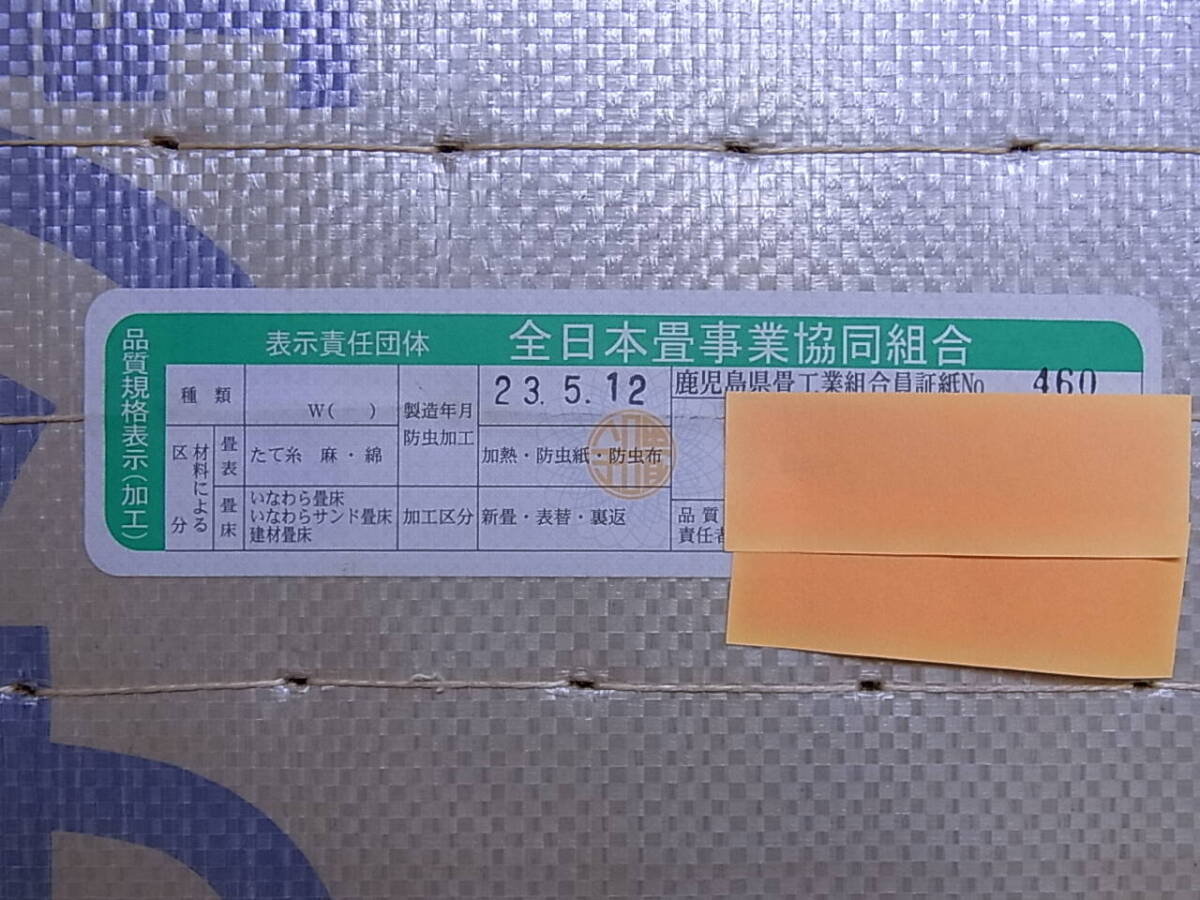 品質規格表示(加工)
表示責任団体 全日本畳事業協同組合
種類 W( ) 製造年月 23.5.12 鹿児島県畳工業組合員証紙No 460
材料による区分 畳表 たて糸 麻・綿 防虫加工 加熱・防虫紙・防虫布
畳床 いなわら畳床 加工区分 新畳・表替・裏返 品質
いなわらサンド畳床 責任者
建材畳床